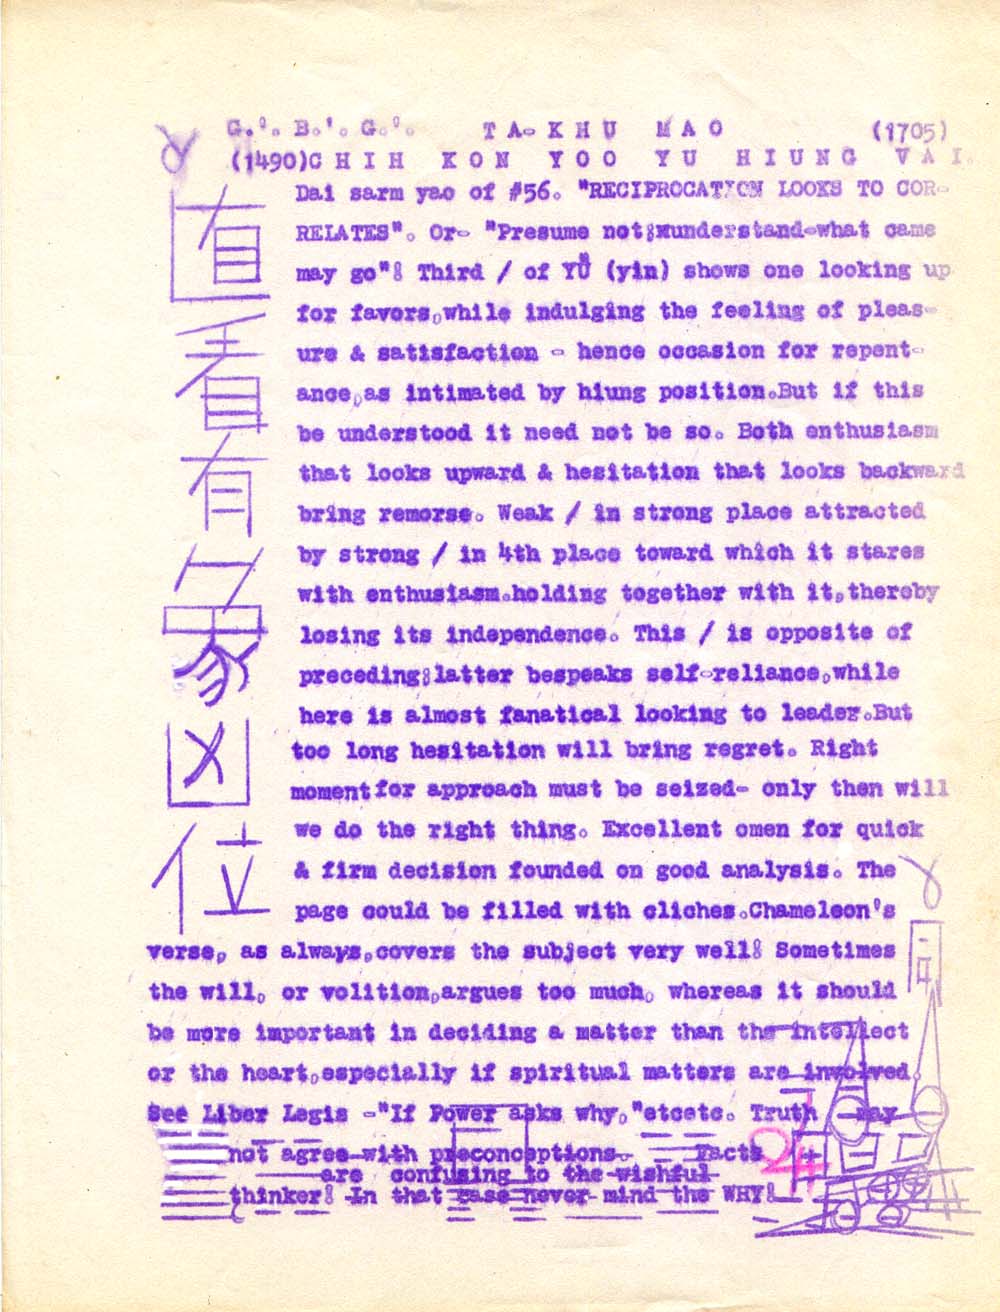 G.'. B.'. G.'. TA-KHU MAO (1705)
(1490)CHIH KON YOO YU HIUNG VAI.
Dai sarm yao of #56. "RECIPROCATION LOOKS TO COR-
RELATES". Or- "Presume not;understand-what came
may go"! Third / of YÜ (yin) shows one looking up
for favors,while indulging the feeling of pleas-
ure & satisfaction - hence occasion for repent-
ance,as intimated by hiung position.But if this
be understood it need not be so. Both enthusiasm
that looks upward & hesitation that looks backward
bring remorse. Weak / in strong place attracted
by strong / in 4th place toward which it stares
with enthusiasm.holding together with it,thereby
losing its independence. This / is opposite of
preceding;latter bespeaks self-reliance,while
here is almost fanatical looking to leader.But
too long hesitation will bring regret. Right
moment for approach must be seized- only then will
we do the right thing. Excellent omen for quick
& firm decision founded on good analysis. The
page could be filled with cliches.Chameleon's
verse, as always,covers the subject very well! Sometimes
the will, or volition,argues too much, whereas it should
be more important in deciding a matter than the intellect
or the heart,especially if spiritual matters are involved.
See Liber Legis -"If Power asks why,"etcetc. Truth may
not agree with preconceptions. Facts
are confusing to the wishful
thinker! In that case never mind the WHY!
有
凶
位
24